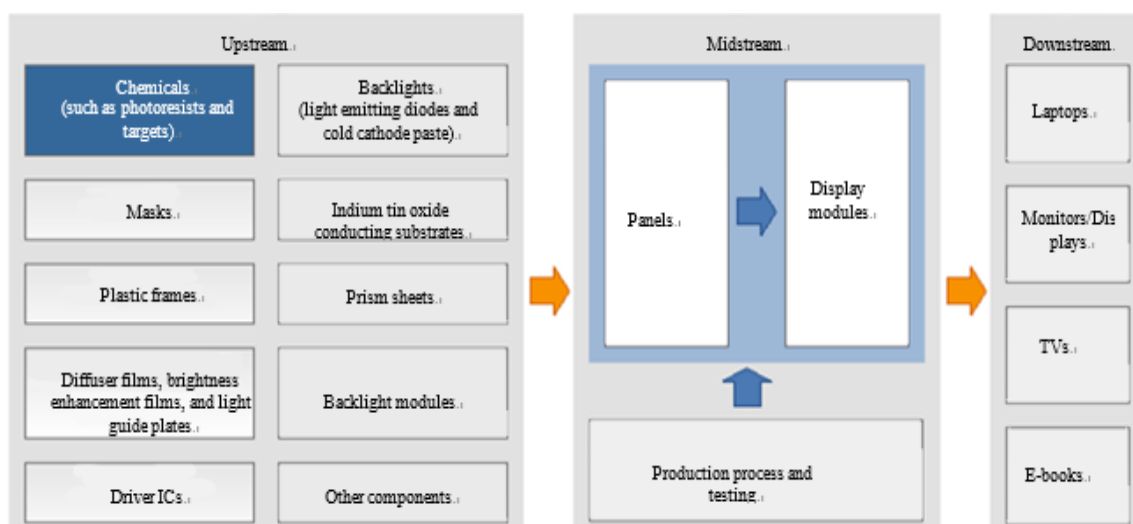 Upstream.
Chemicals
(such as photoresists and
targets).
Backlights.
(light emitting diodes and
cold cathode paste).
Masks.
Indium tin oxide
conducting substrates.
Plastic frames.
Prism sheets.
Diffuser films, brightness
enhancement films, and light
guide plates.
Backlight modules.
Driver ICs.
Other components.
Midstream.
Panels.
Display
modules.
Production process and
testing.
Downstream.
Laptops.
Monitors/Dis
plays.
TVs.
E-books.